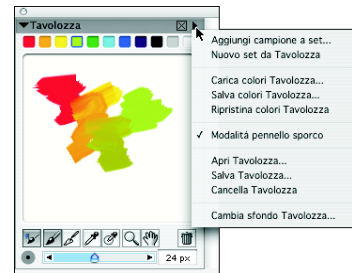 Tavolozza
Aggiungi campione a set...
Nuovo set da Tavolozza
Carica colori Tavolozza...
Salva colori Tavolozza...
Ripristina colori Tavolozza
✓ Modalità pennello sporco
Apri Tavolozza...
Salva Tavolozza...
Cancella Tavolozza
Cambia sfondo Tavolozza...
24 px